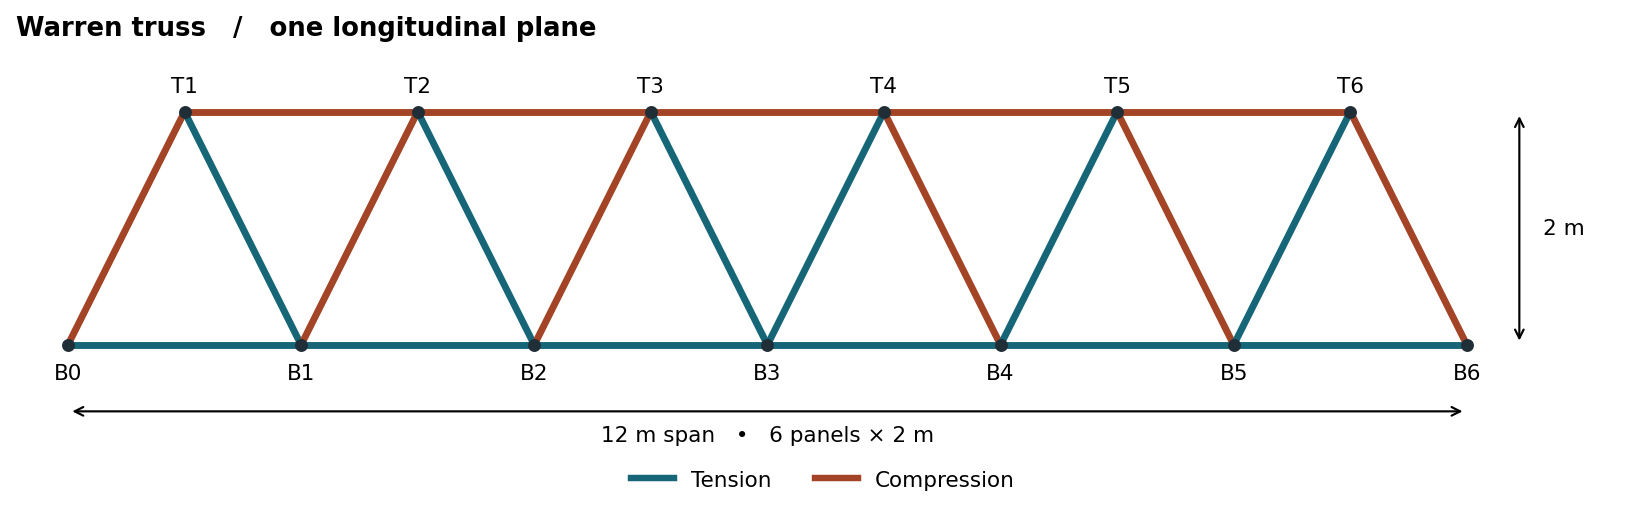 Warren truss / one longitudinal plane
T1 T2 T3 T4 T5 T6
2 m
B0 B1 B2 B3 B4 B5 B6
12 m span • 6 panels × 2 m
Tension Compression